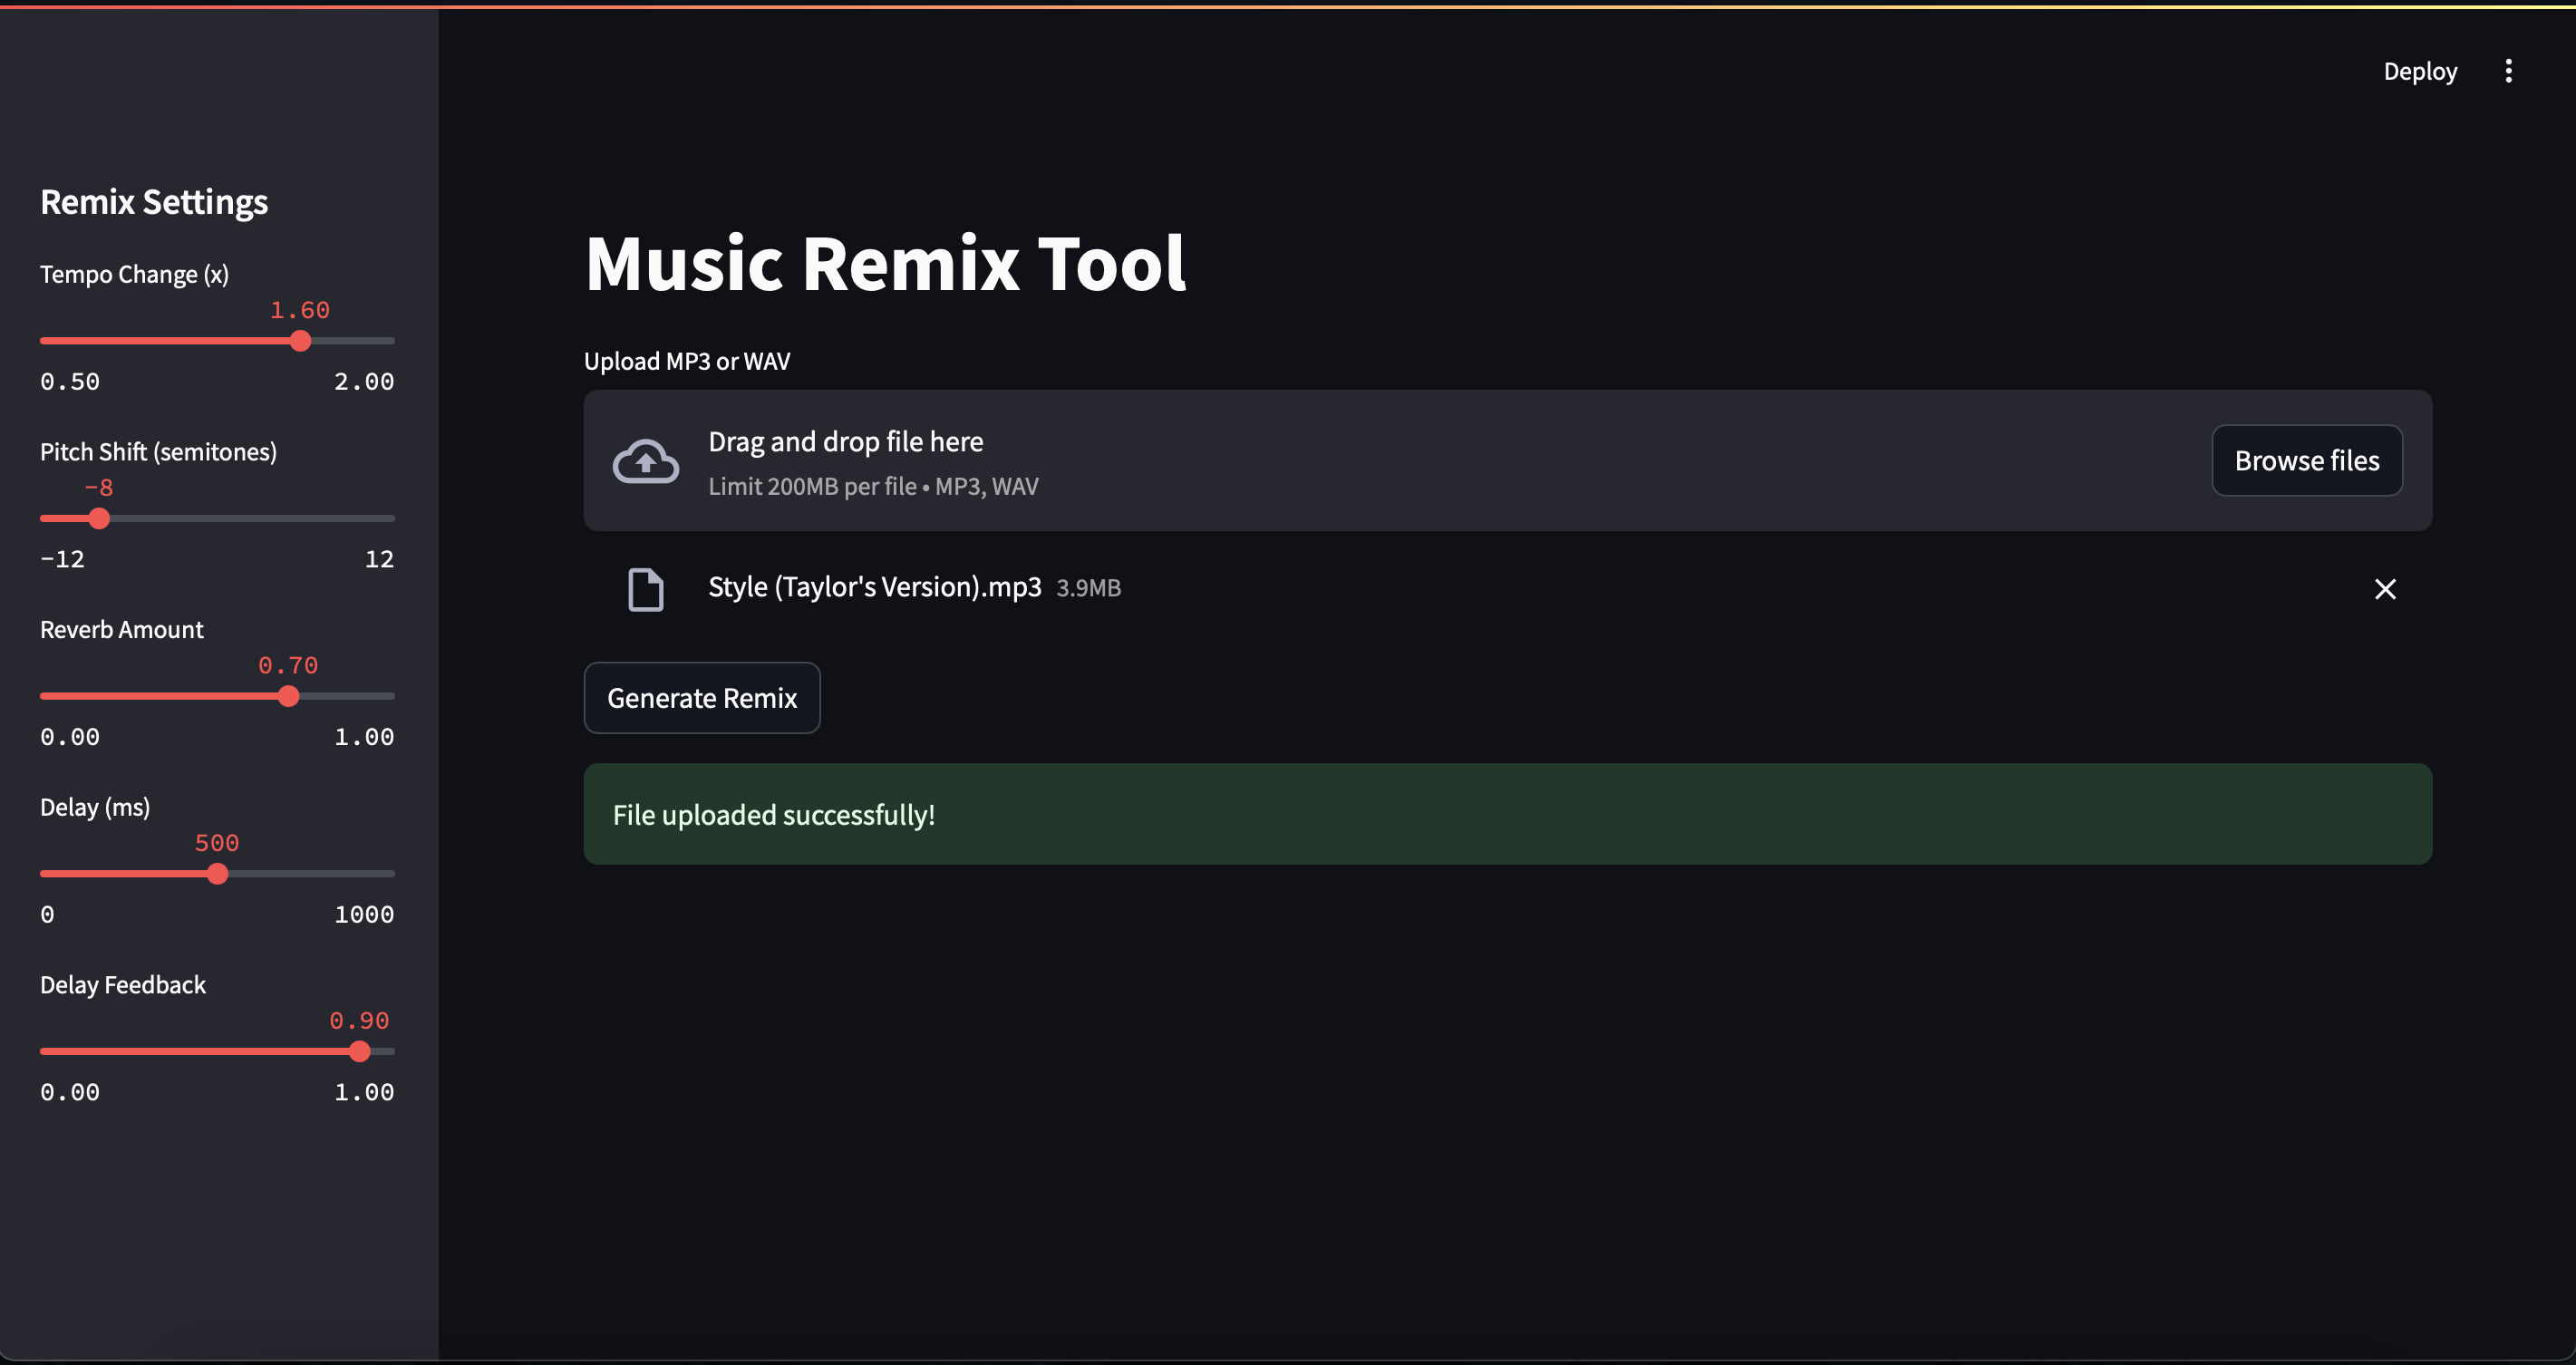 Deploy
Remix Settings
Tempo Change (x)
1.60
0.50 2.00
Pitch Shift (semitones)
-8
-12 12
Reverb Amount
0.70
0.00 1.00
Delay (ms)
500
0 1000
Delay Feedback
0.90
0.00 1.00
Music Remix Tool
Upload MP3 or WAV
Drag and drop file here
Limit 200MB per file • MP3, WAV
Browse files
Style (Taylor's Version).mp3 3.9MB
Generate Remix
File uploaded successfully!